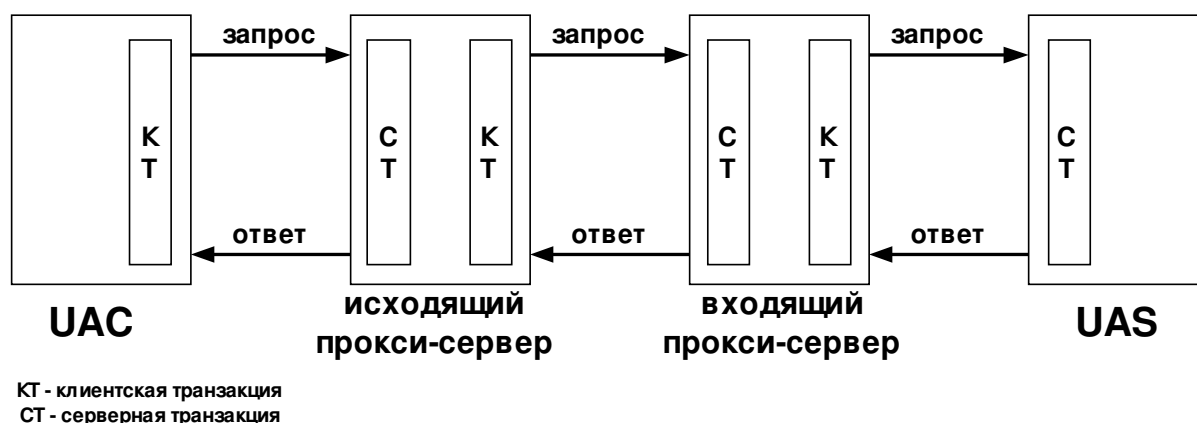 запрос
запрос
запрос
К
Т
С
Т
К
Т
С
Т
К
Т
С
Т
ответ
ответ
ответ
UAC
исходящий
прокси-сервер
входящий
прокси-сервер
UAS
КТ - клиентская транзакция
СТ - серверная транзакция